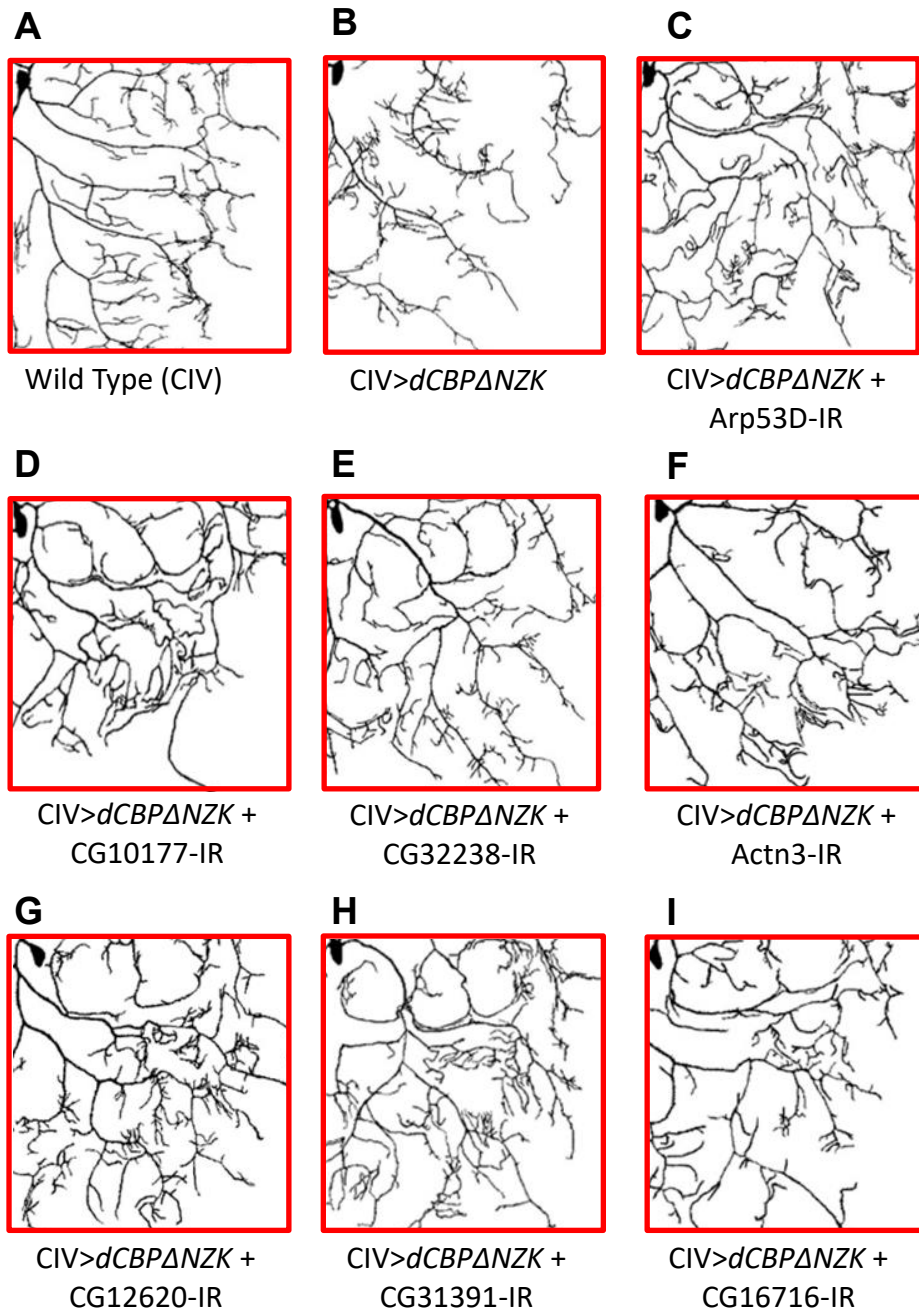 A
B
C
Wild Type (CIV)
CIV>dCBPΔNZK
CIV>dCBPΔNZK +
Arp53D-IR
D
E
F
CIV>dCBPΔNZK +
CG10177-IR
CIV>dCBPΔNZK +
CG32238-IR
CIV>dCBPΔNZK +
Actn3-IR
G
H
I
CIV>dCBPΔNZK +
CG12620-IR
CIV>dCBPΔNZK +
CG31391-IR
CIV>dCBPΔNZK +
CG16716-IR